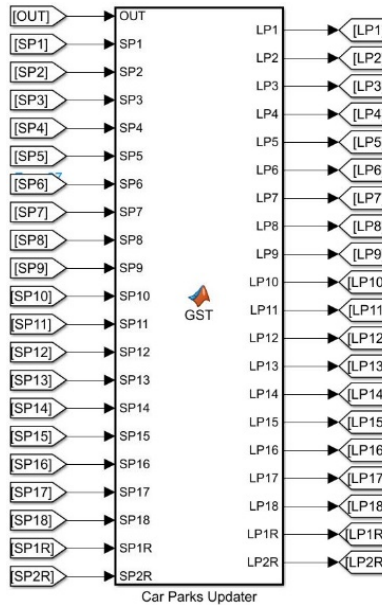 [OUT] OUT
[SP1] SP1 LP1 [LP1
[SP2] SP2 LP2 [LP2
[SP3] SP3 LP3 [LP3
[SP4] SP4 LP4 [LP4
[SP5] SP5 LP5 [LP5
[SP6] SP6 LP6 [LP6
[SP7] SP7 LP7 [LP7
[SP8] SP8 LP8 [LP8
[SP9] SP9 LP9 [LP9
[SP10] SP10 LP10 [LP10
[SP11] SP11 LP11 [LP11
GST
[SP12] SP12 LP12 [LP12
[SP13] SP13 LP13 [LP13
[SP14] SP14 LP14 [LP14
[SP15] SP15 LP15 [LP15
[SP16] SP16 LP16 [LP16
[SP17] SP17 LP17 [LP17
[SP18] SP18 LP18 [LP18
[SP1R] SP1R LP1R [LP1R
[SP2R] SP2R LP2R [LP2R
Car Parks Updater